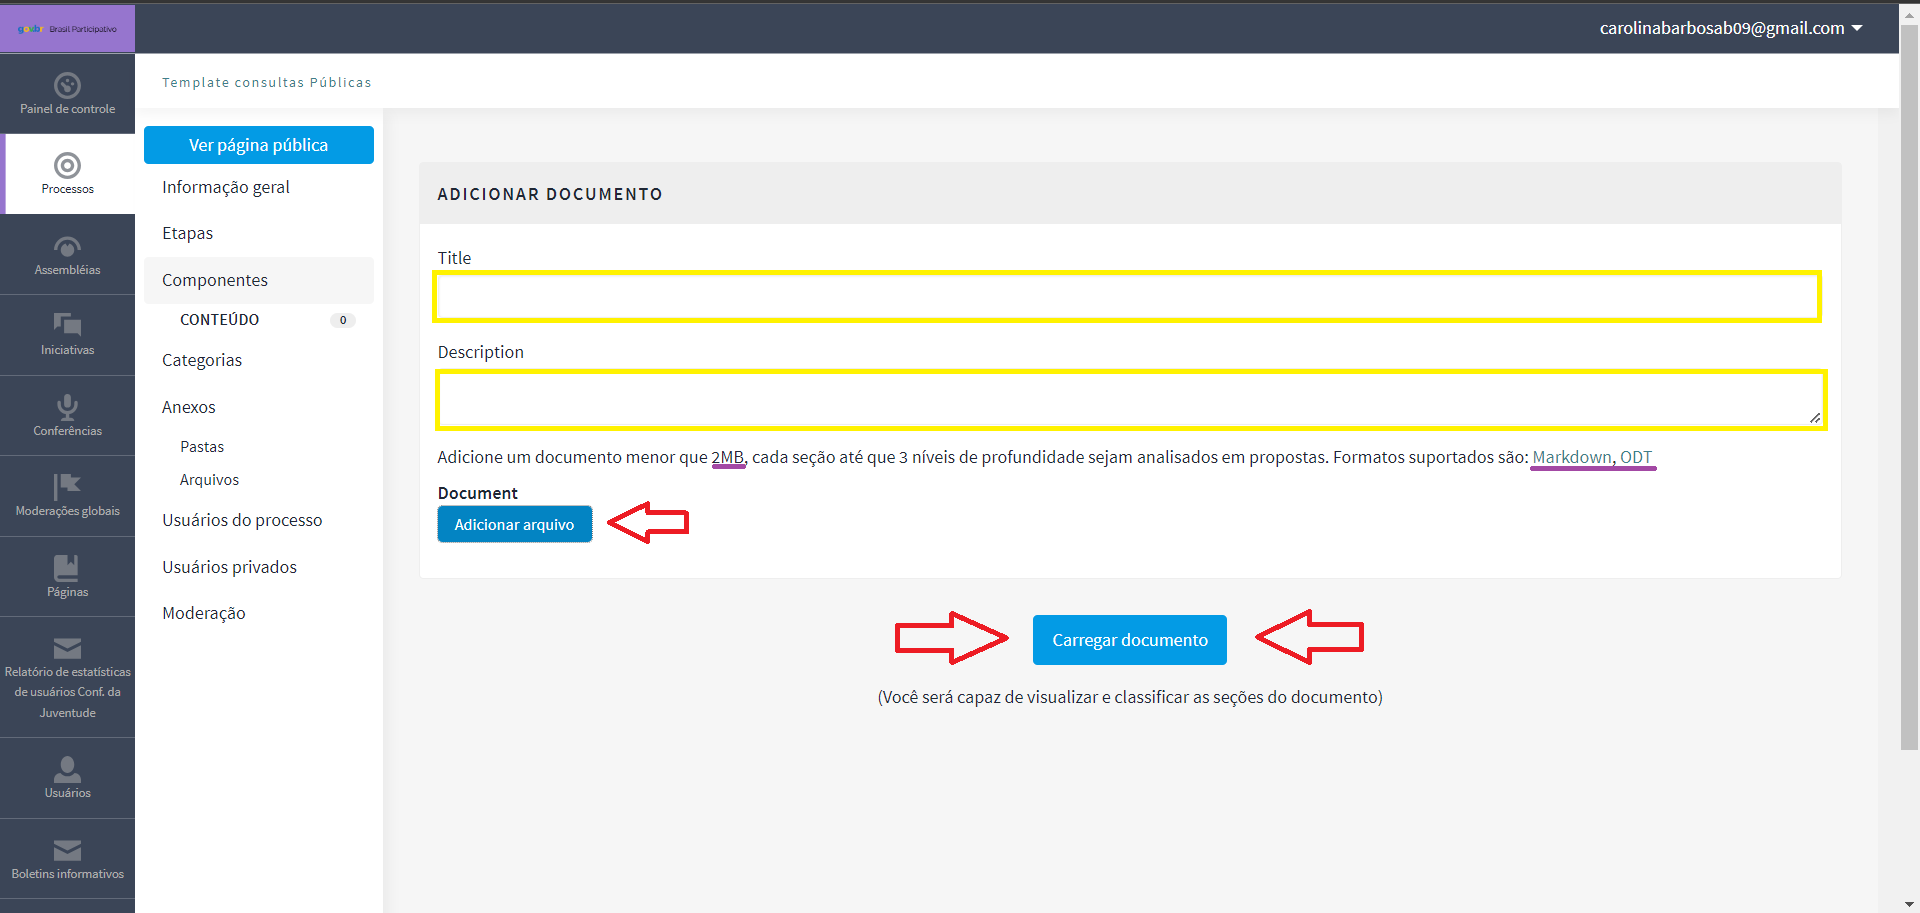 gov.br Brasil Participativo
carolinabarbosab09@gmail.com
Painel de controle
Processos
Assembléias
Iniciativas
Conferências
Moderações globais
Páginas
Relatório de estatísticas
de usuários Conf. da
Juventude
Usuários
Boletins informativos
Template consultas Públicas
Ver página pública
Informação geral
Etapas
Componentes
CONTEÚDO 0
Categorias
Anexos
Pastas
Arquivos
Usuários do processo
Usuários privados
Moderação
ADICIONAR DOCUMENTO
Title
Description
Adicione um documento menor que 2MB, cada seção até que 3 níveis de profundidade sejam analisados em propostas. Formatos suportados são: Markdown, ODT
Document
Adicionar arquivo
Carregar documento
(Você será capaz de visualizar e classificar as seções do documento)